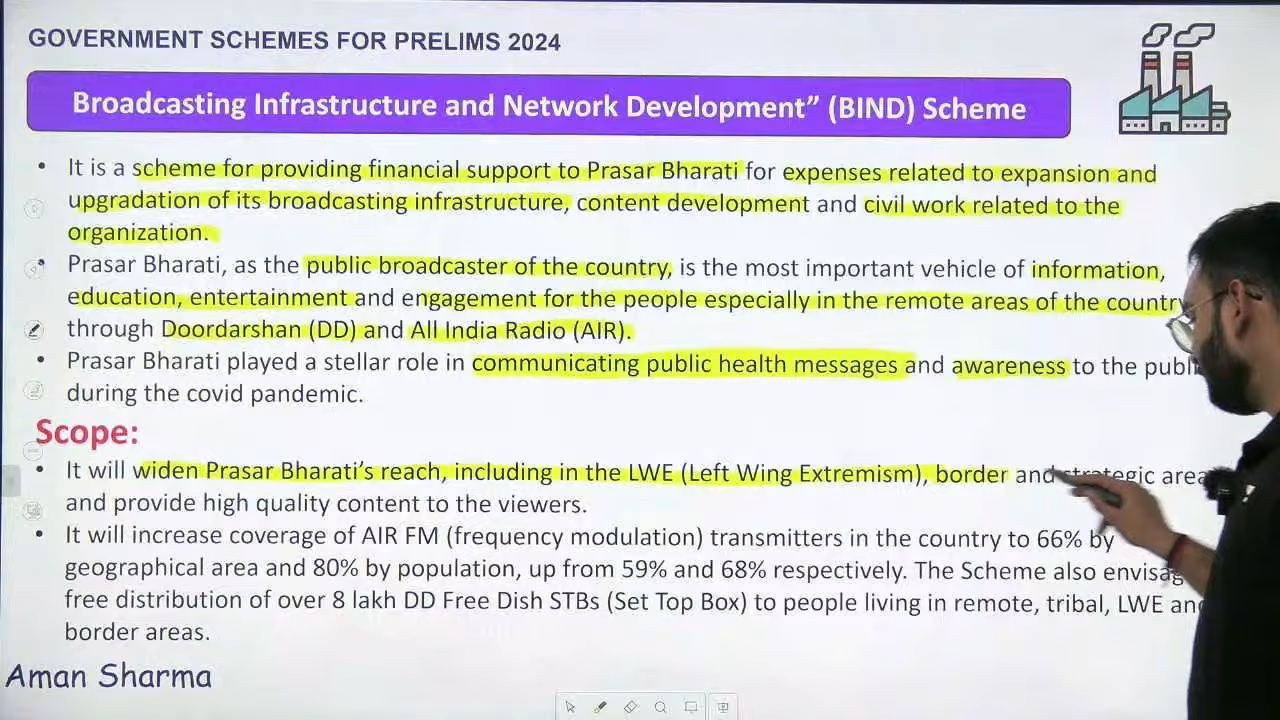 GOVERNMENT SCHEMES FOR PRELIMS 2024
Broadcasting Infrastructure and Network Development” (BIND) Scheme
• It is a scheme for providing financial support to Prasar Bharati for expenses related to expansion and
upgradation of its broadcasting infrastructure, content development and civil work related to the
organization.
• Prasar Bharati, as the public broadcaster of the country, is the most important vehicle of information,
education, entertainment and engagement for the people especially in the remote areas of the country
through Doordarshan (DD) and All India Radio (AIR).
• Prasar Bharati played a stellar role in communicating public health messages and awareness to the publi
during the covid pandemic.
Scope:
• It will widen Prasar Bharati’s reach, including in the LWE (Left Wing Extremism), border and strategic area
and provide high quality content to the viewers.
• It will increase coverage of AIR FM (frequency modulation) transmitters in the country to 66% by
geographical area and 80% by population, up from 59% and 68% respectively. The Scheme also envisag
free distribution of over 8 lakh DD Free Dish STBs (Set Top Box) to people living in remote, tribal, LWE and
border areas.
Aman Sharma